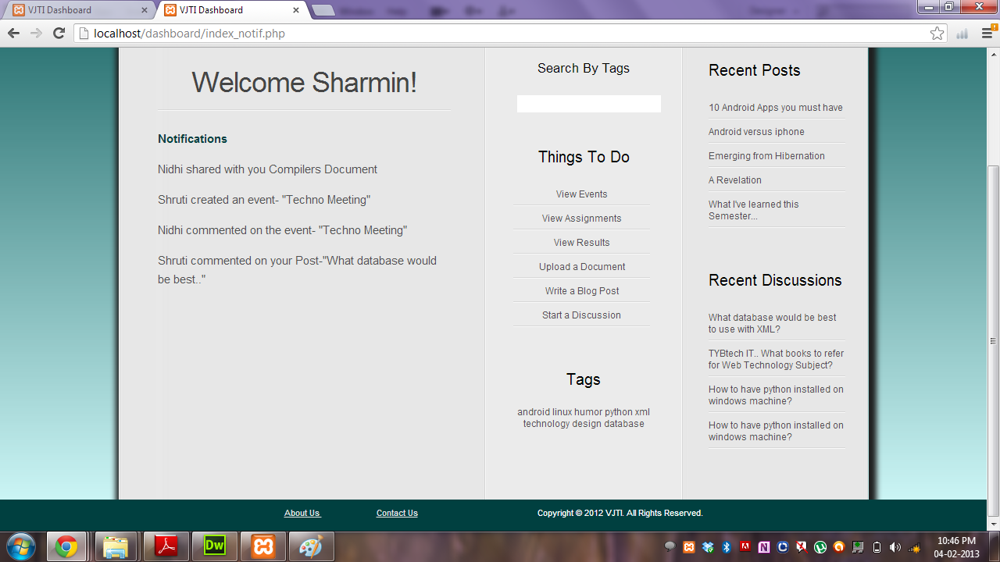 VJTI Dashboard
VJTI Dashboard
localhost/dashboard/index_notif.php
Welcome Sharmin!
Notifications
Nidhi shared with you Compilers Document
Shruti created an event- "Techno Meeting"
Nidhi commented on the event- "Techno Meeting"
Shruti commented on your Post-"What database would
be best.."
Search By Tags
Things To Do
View Events
View Assignments
View Results
Upload a Document
Write a Blog Post
Start a Discussion
Tags
android linux humor python xml
technology design database
Recent Posts
10 Android Apps you must have
Android versus iphone
Emerging from Hibernation
A Revelation
What I've learned this
Semester...
Recent Discussions
What database would be best
to use with XML?
TYBtech IT.. What books to refer
for Web Technology Subject?
How to have python installed on
windows machine?
How to have python installed on
windows machine?
About Us
Contact Us
Copyright © 2012 VJTI. All Rights Reserved.
Dw
10:46 PM
04-02-2013